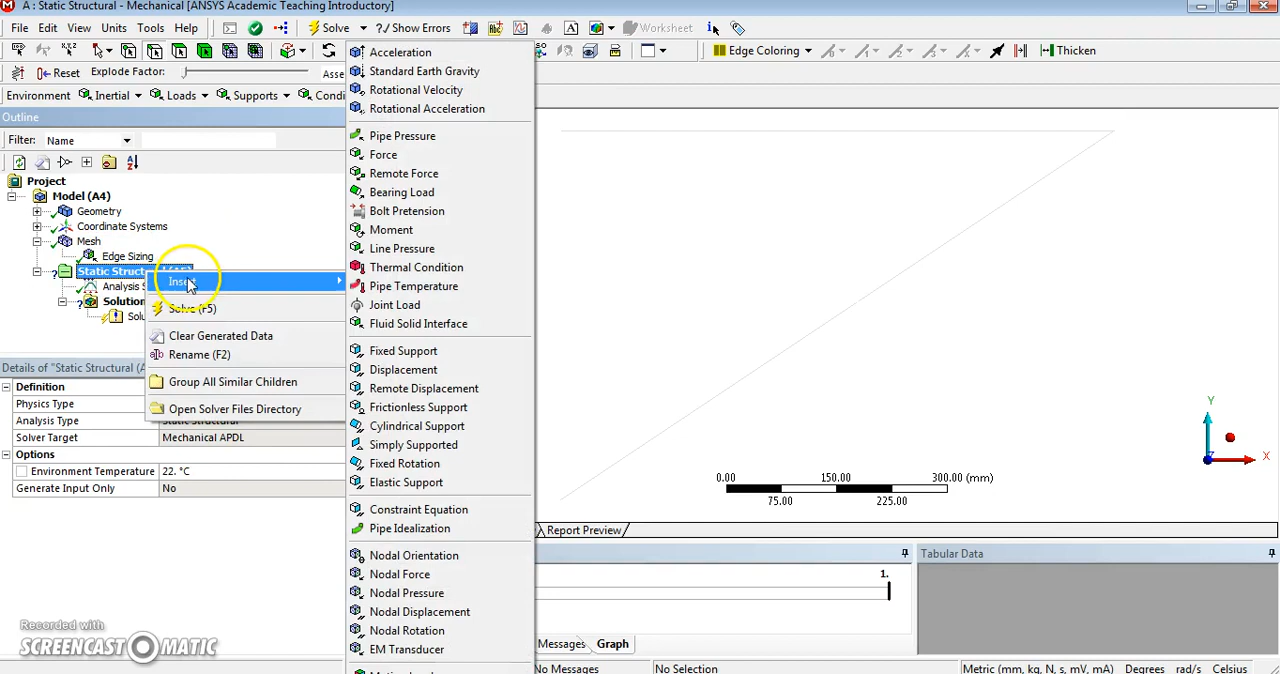 A : Static Structural - Mechanical [ANSYS Academic Teaching Introductory]
File Edit View Units Tools Help Solve Show Errors Worksheet
Edge Coloring Thicken
Reset Explode Factor:
Environment Inertial Loads Supports
Outline
Filter: Name
Project
Model (A4)
Geometry
Coordinate Systems
Mesh
Edge Sizing
Static Struct
Analysis S
Solution
Solu
Insert
Solve (F5)
Clear Generated Data
Rename (F2)
Group All Similar Children
Open Solver Files Directory
Acceleration
Standard Earth Gravity
Rotational Velocity
Rotational Acceleration
Pipe Pressure
Force
Remote Force
Bearing Load
Bolt Pretension
Moment
Line Pressure
Thermal Condition
Pipe Temperature
Joint Load
Fluid Solid Interface
Fixed Support
Displacement
Remote Displacement
Frictionless Support
Cylindrical Support
Simply Supported
Fixed Rotation
Elastic Support
Constraint Equation
Pipe Idealization
Nodal Orientation
Nodal Force
Nodal Pressure
Nodal Displacement
Nodal Rotation
EM Transducer
Details of "Static Structural (A
Definition
Physics Type
Analysis Type
Solver Target Mechanical APDL
Options
Environment Temperature 22. °C
Generate Input Only No
Y
X
0.00 150.00 300.00 (mm)
75.00 225.00
Report Preview
Tabular Data
1.
Messages Graph
No Messages No Selection Metric (mm, kg, N, s, mV, mA) Degrees rad/s Celsius
Recorded with
SCREENCAST MATIC